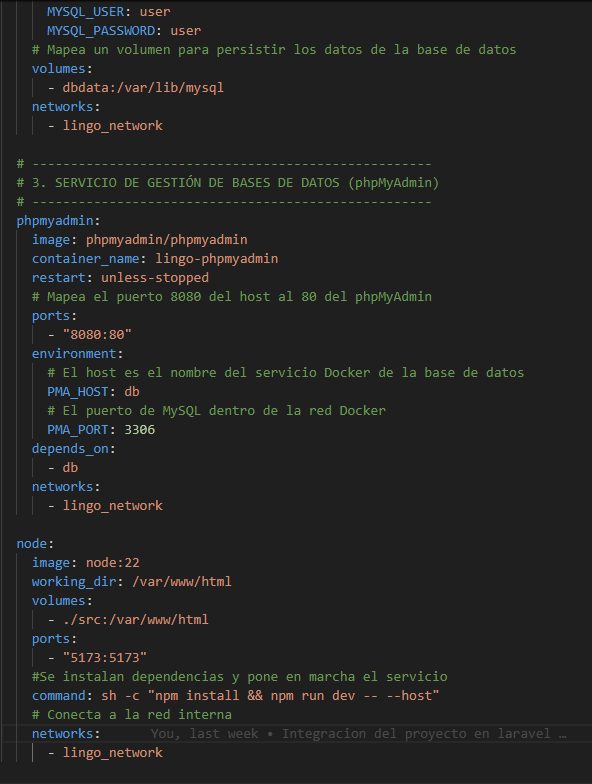 MYSQL_USER: user
MYSQL_PASSWORD: user
# Mapea un volumen para persistir los datos de la base de datos
volumes:
- dbdata:/var/lib/mysql
networks:
- lingo_network
# ----------------------------------------------------
# 3. SERVICIO DE GESTIÓN DE BASES DE DATOS (phpMyAdmin)
# ----------------------------------------------------
phpmyadmin:
image: phpmyadmin/phpmyadmin
container_name: lingo-phpmyadmin
restart: unless-stopped
# Mapea el puerto 8080 del host al 80 del phpMyAdmin
ports:
- "8080:80"
environment:
# El host es el nombre del servicio Docker de la base de datos
PMA_HOST: db
# El puerto de MySQL dentro de la red Docker
PMA_PORT: 3306
depends_on:
- db
networks:
- lingo_network
node:
image: node:22
working_dir: /var/www/html
volumes:
- ./src:/var/www/html
ports:
- "5173:5173"
#Se instalan dependencias y pone en marcha el servicio
command: sh -c "npm install && npm run dev -- --host"
# Conecta a la red interna
networks: You, last week • Integracion del proyecto en laravel …
- lingo_network